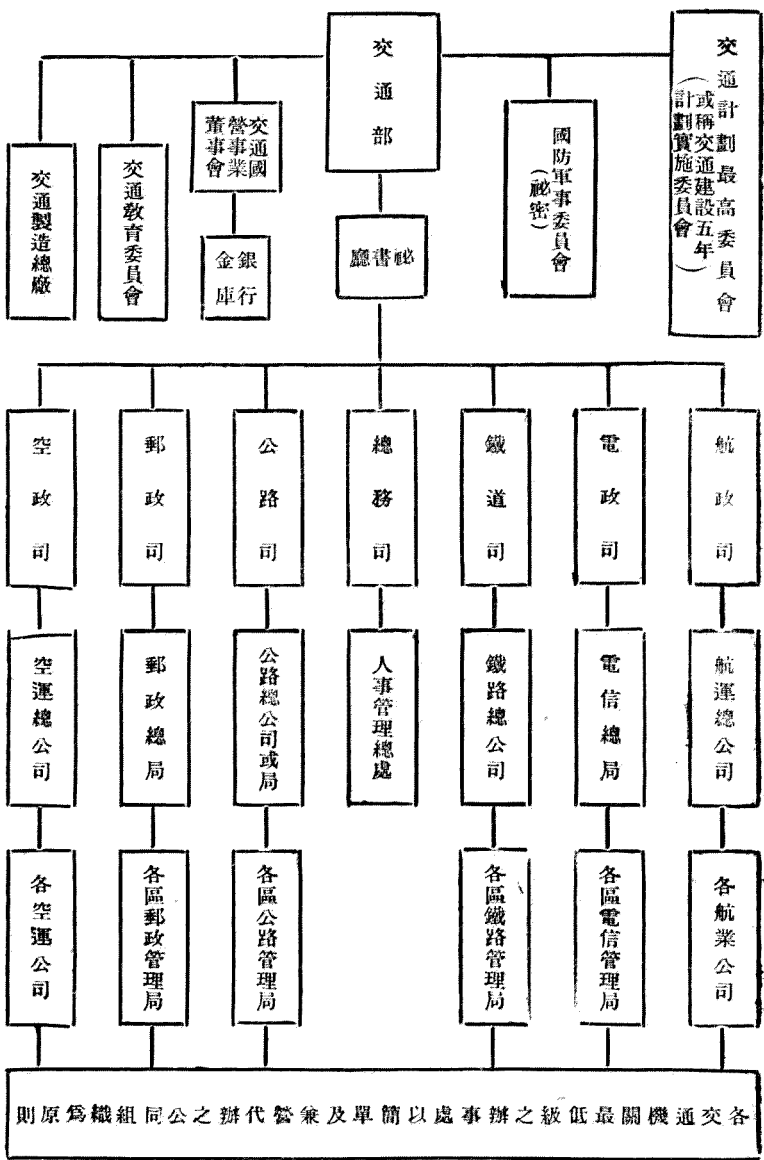 交通部
交通計劃最高委員會
（或稱交通建設五年
計劃實施委員會）
國防軍事委員會
（祕密）
交通國
營事業
董事會
銀行
金庫
交通教育委員會
交通製造總廠
祕書廳
航政司
電政司
鐵道司
總務司
公路司
郵政司
空政司
航運總公司
電信總局
鐵路總公司
人事管理總處
公路總公司或局
郵政總局
空運總公司
各航業公司
各區電信管理局
各區鐵路管理局
各區公路管理局
各區郵政管理局
各空運公司
各交通機關最低級之辦事處以簡單及兼營代辦之公同組織爲原則